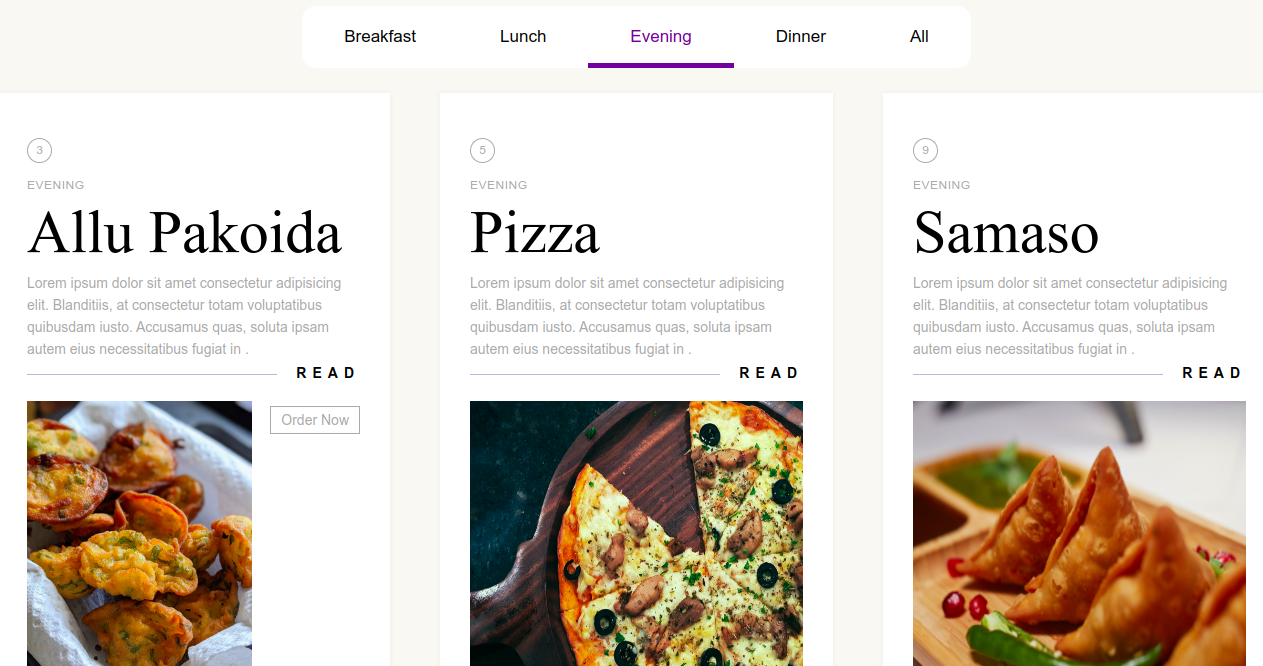 Breakfast Lunch Evening Dinner All
3
EVENING
Allu Pakoida
Lorem ipsum dolor sit amet consectetur adipisicing
elit. Blanditiis, at consectetur totam voluptatibus
quibusdam iusto. Accusamus quas, soluta ipsam
autem eius necessitatibus fugiat in .
READ
Order Now
5
EVENING
Pizza
Lorem ipsum dolor sit amet consectetur adipisicing
elit. Blanditiis, at consectetur totam voluptatibus
quibusdam iusto. Accusamus quas, soluta ipsam
autem eius necessitatibus fugiat in .
READ
9
EVENING
Samaso
Lorem ipsum dolor sit amet consectetur adipisicing
elit. Blanditiis, at consectetur totam voluptatibus
quibusdam iusto. Accusamus quas, soluta ipsam
autem eius necessitatibus fugiat in .
READ